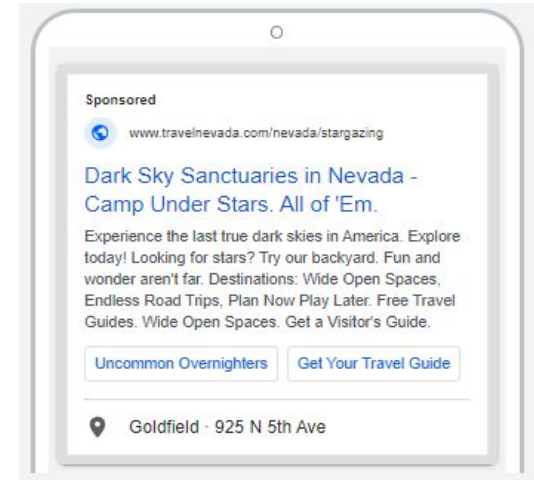 Sponsored
www.travelnevada.com/nevada/stargazing
Dark Sky Sanctuaries in Nevada -
Camp Under Stars. All of 'Em.
Experience the last true dark skies in America. Explore
today! Looking for stars? Try our backyard. Fun and
wonder aren't far. Destinations: Wide Open Spaces,
Endless Road Trips, Plan Now Play Later. Free Travel
Guides. Wide Open Spaces. Get a Visitor's Guide.
Uncommon Overnighters Get Your Travel Guide
Goldfield · 925 N 5th Ave